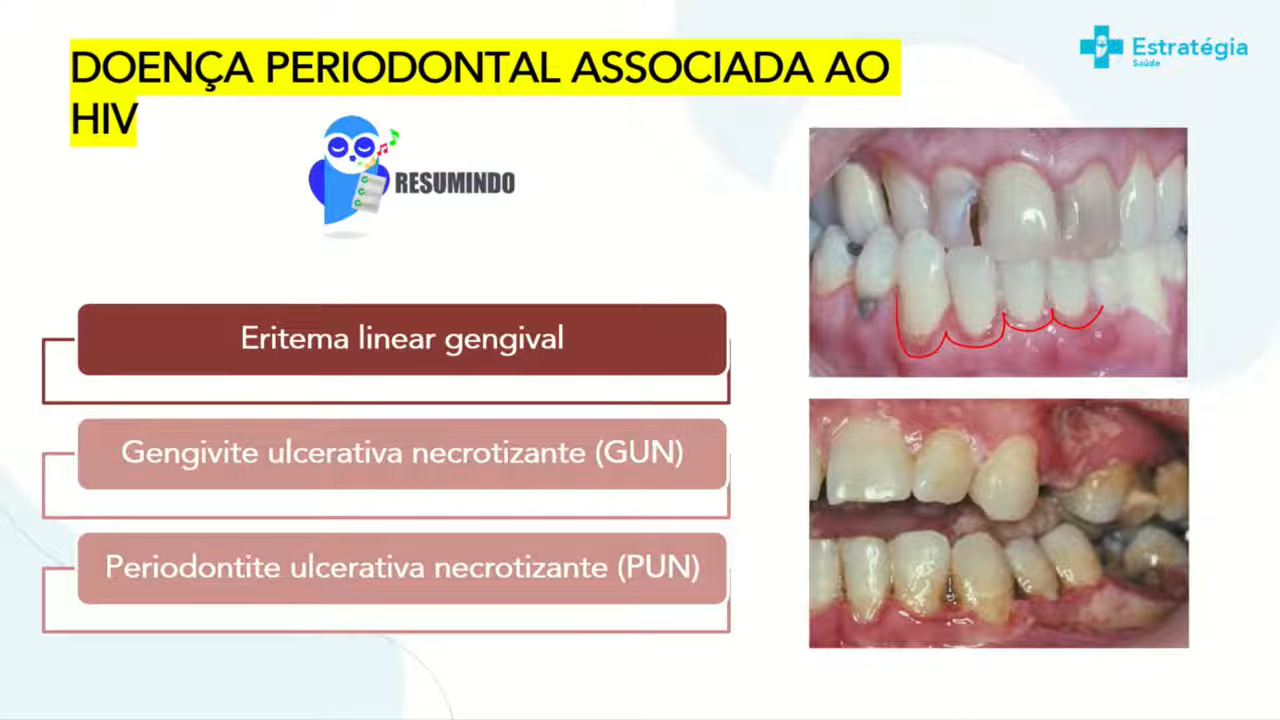 DOENÇA PERIODONTAL ASSOCIADA AO
HIV
Estratégia
Saúde
RESUMINDO
Eritema linear gengival
Gengivite ulcerativa necrotizante (GUN)
Periodontite ulcerativa necrotizante (PUN)